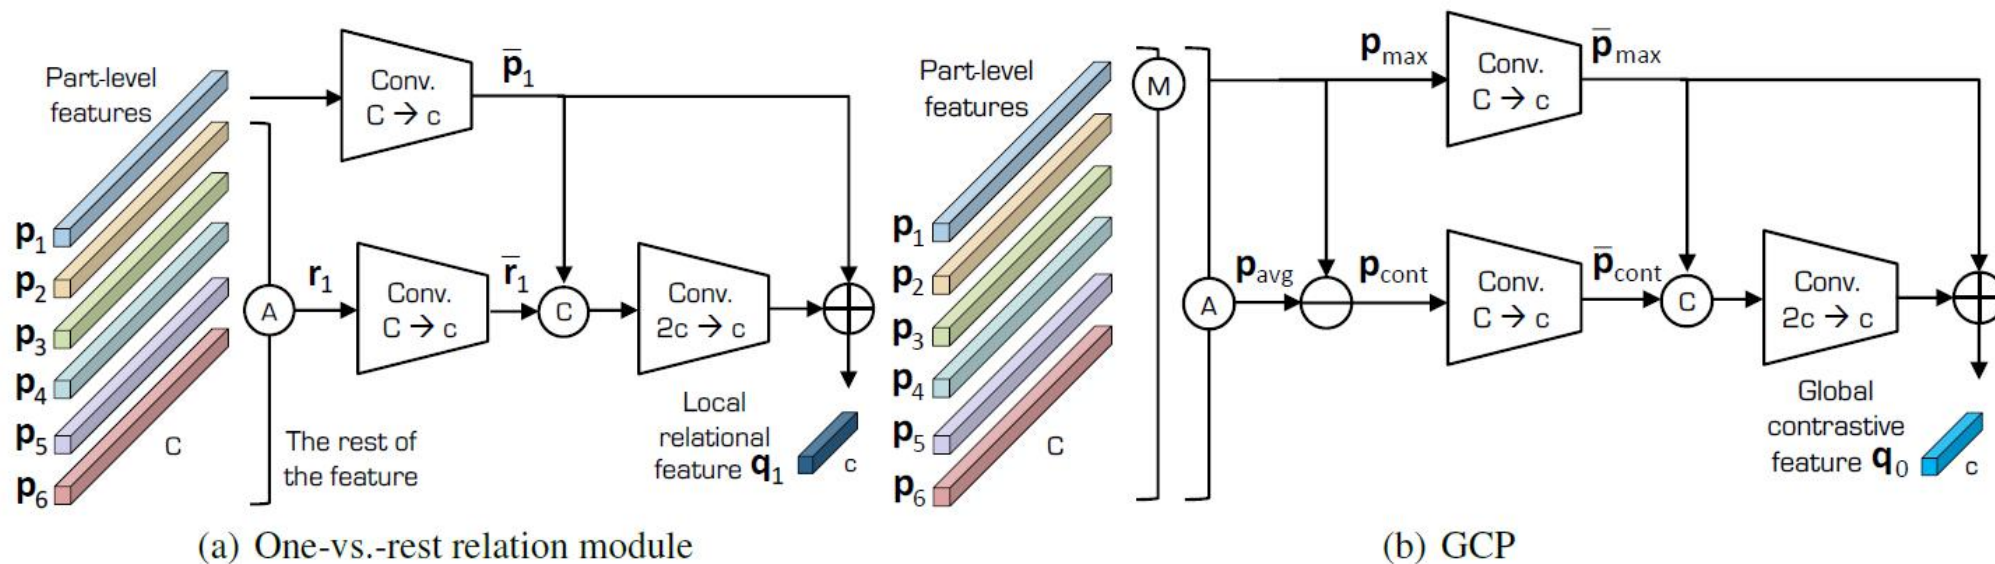 Part-level
features
p1
p2
p3
p4
p5
p6
C
A
The rest of
the feature
r1
Conv.
C → c
p̄1
Conv.
C → c
r̄1
C
Conv.
2c → c
Local
relational
feature q1
c
(a) One-vs.-rest relation module
Part-level
features
p1
p2
p3
p4
p5
p6
C
M
A
pmax
Conv.
C → c
p̄max
pavg
pcont
Conv.
C → c
p̄cont
C
Conv.
2c → c
Global
contrastive
feature q0
c
(b) GCP